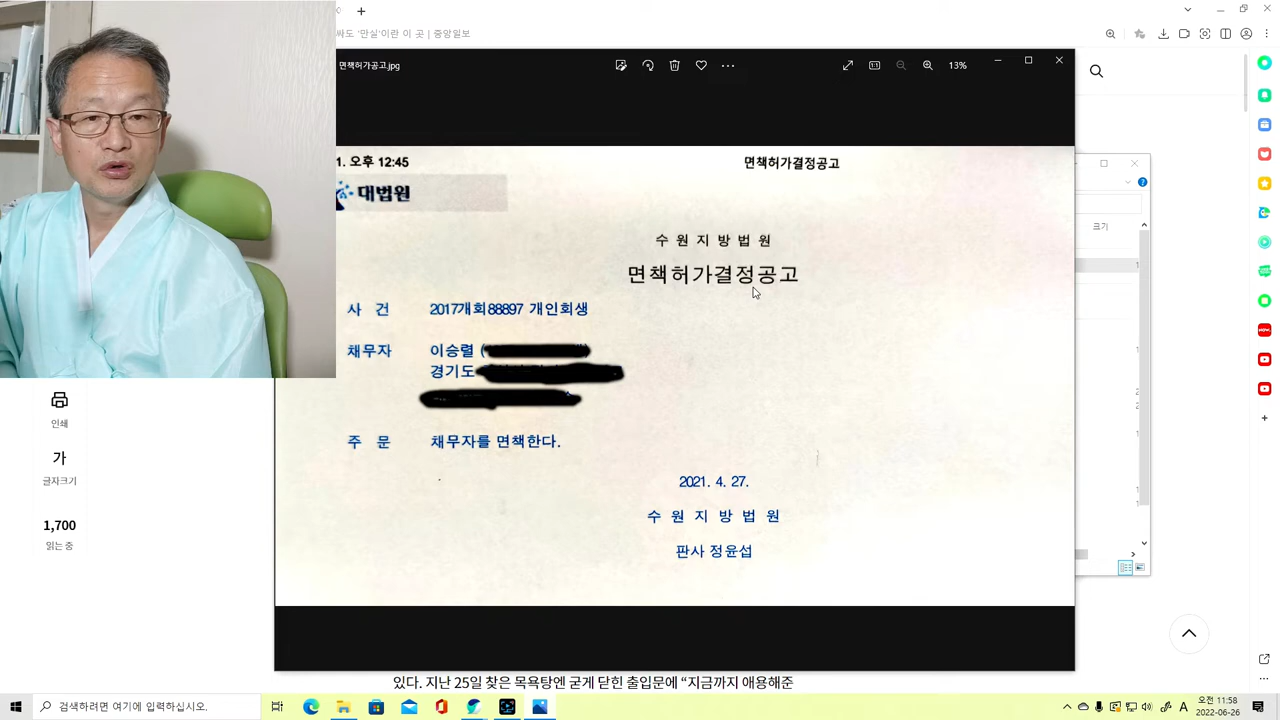 싸도 '만실'이란 이 곳 | 중앙일보
면책허가공고.jpg
13%
1. 오후 12:45
면책허가결정공고
대법원
수 원 지 방 법 원
면책허가결정공고
사 건 2017개회88897 개인회생
채무자 이승렬 (
경기도
주 문 채무자를 면책한다.
2021. 4. 27.
수 원 지 방 법 원
판사 정윤섭
크기
인쇄
가
글자크기
1,700
읽는 중
있다. 지난 25일 찾은 목욕탕엔 굳게 닫힌 출입문에 “지금까지 애용해준
검색하려면 여기에 입력하십시오.
A
오전 11:58
2022-06-26